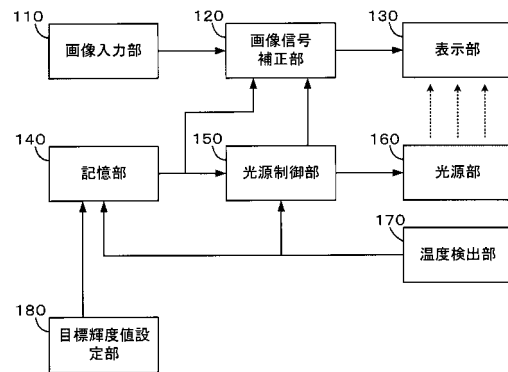 110
画像入力部
120
画像信号
補正部
130
表示部
140
記憶部
150
光源制御部
160
光源部
170
温度検出部
180
目標輝度値設
定部